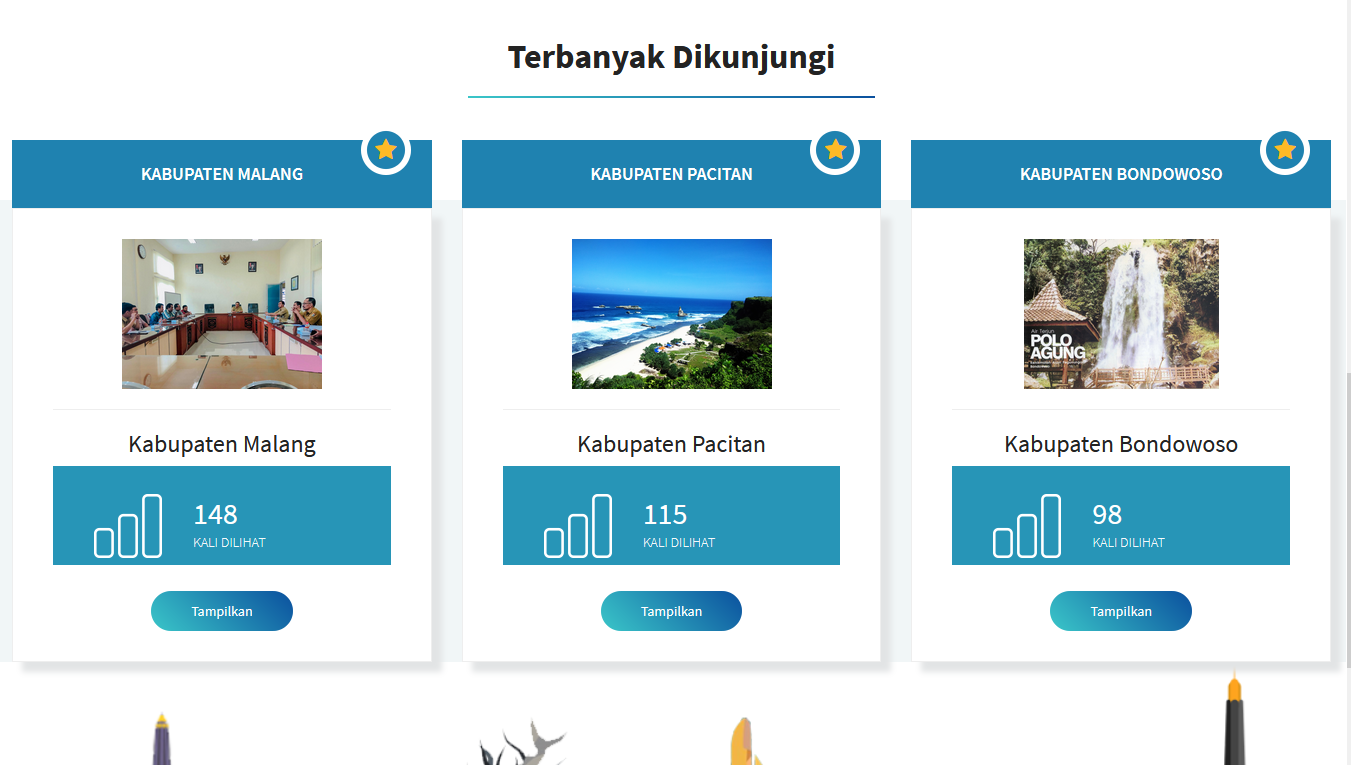 Terbanyak Dikunjungi
KABUPATEN MALANG
KABUPATEN PACITAN
KABUPATEN BONDOWOSO
Air Terjun
POLO
AGUNG
Kabupaten Malang
Kabupaten Pacitan
Kabupaten Bondowoso
148
KALI DILIHAT
115
KALI DILIHAT
98
KALI DILIHAT
Tampilkan
Tampilkan
Tampilkan